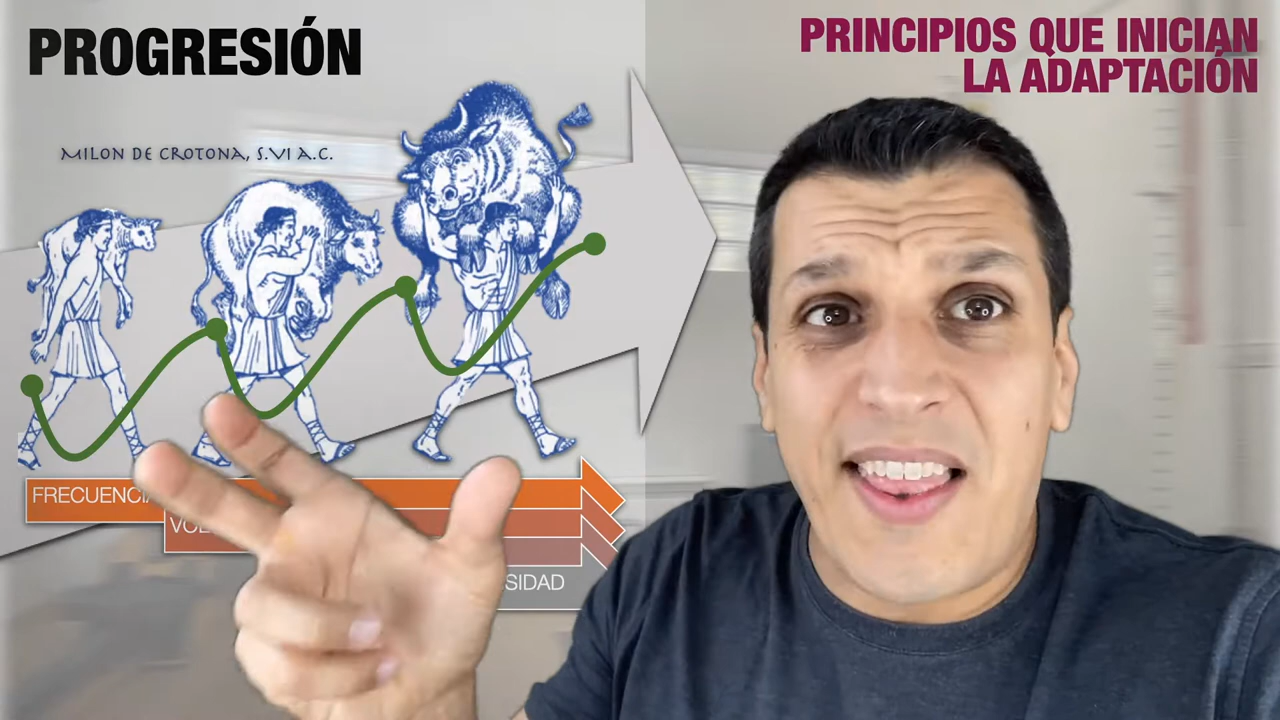 PROGRESIÓN
PRINCIPIOS QUE INICIAN
LA ADAPTACIÓN
MILON DE CROTONA, S.VI A.C.